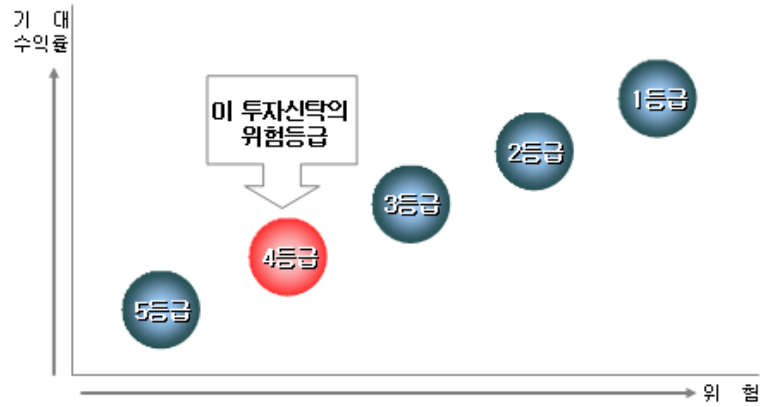 기 대
수익률
이 투자신탁의
위험등급
1등급
2등급
3등급
4등급
5등급
위 험